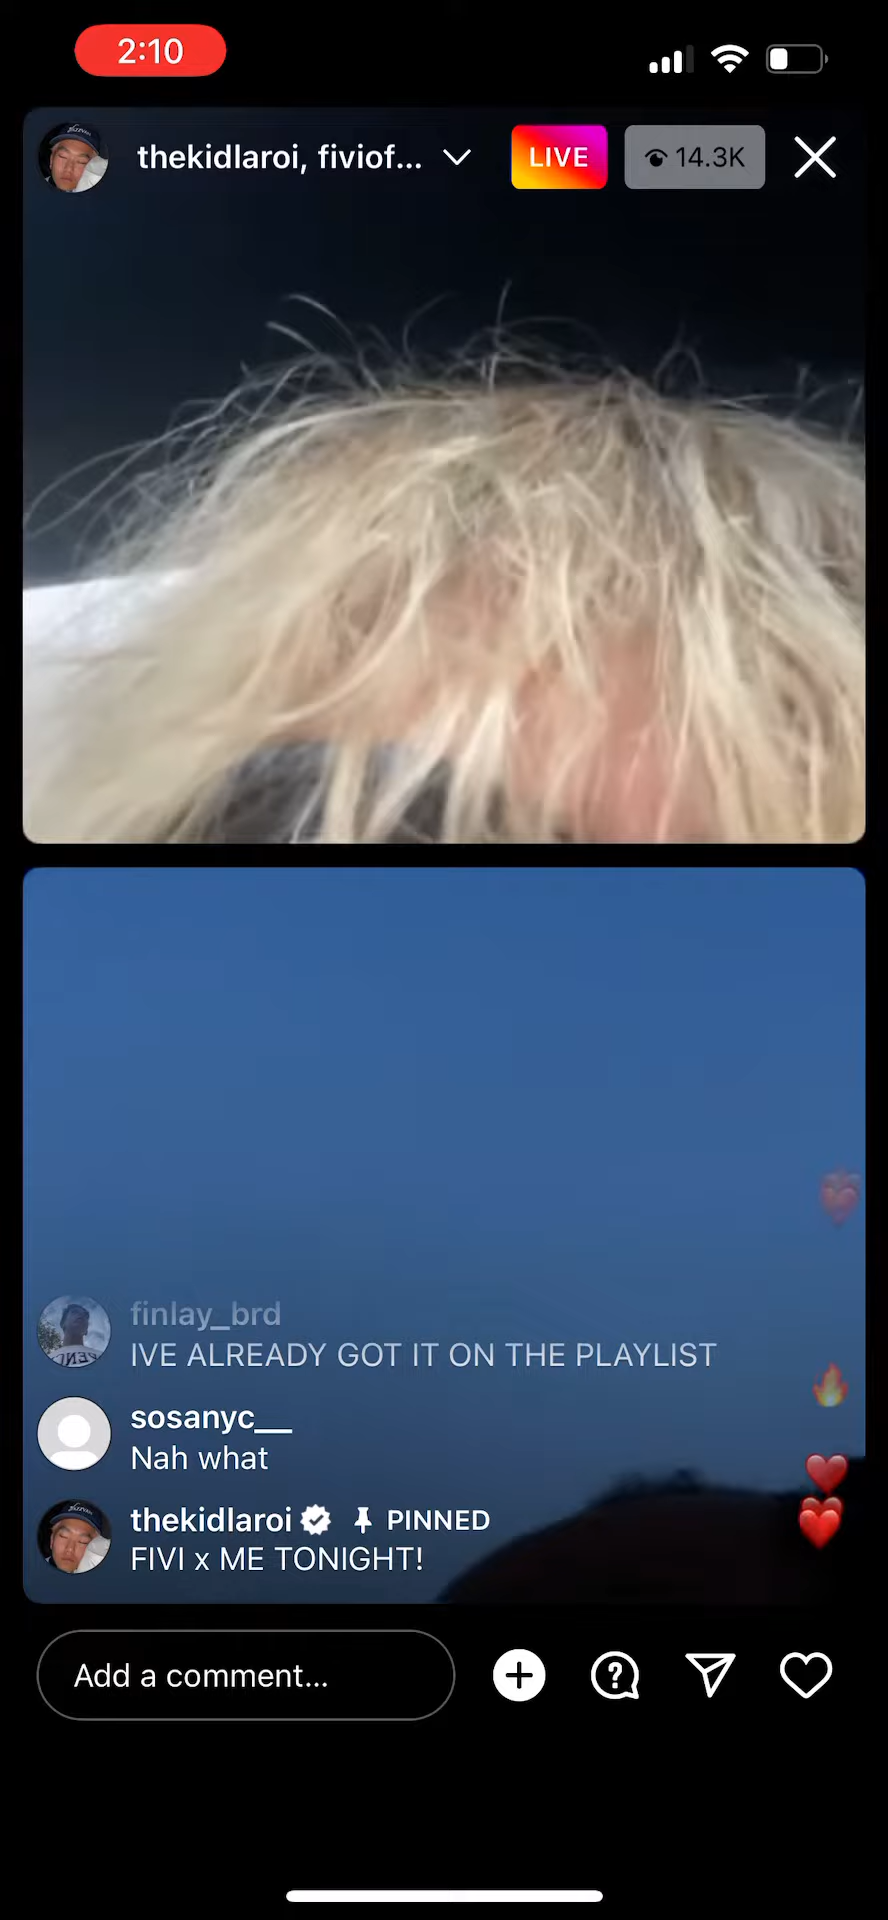 2:10
thekidlaroi, fiviof...
LIVE
14.3K
finlay_brd
IVE ALREADY GOT IT ON THE PLAYLIST
sosanyc__
Nah what
thekidlaroi PINNED
FIVI x ME TONIGHT!
Add a comment...